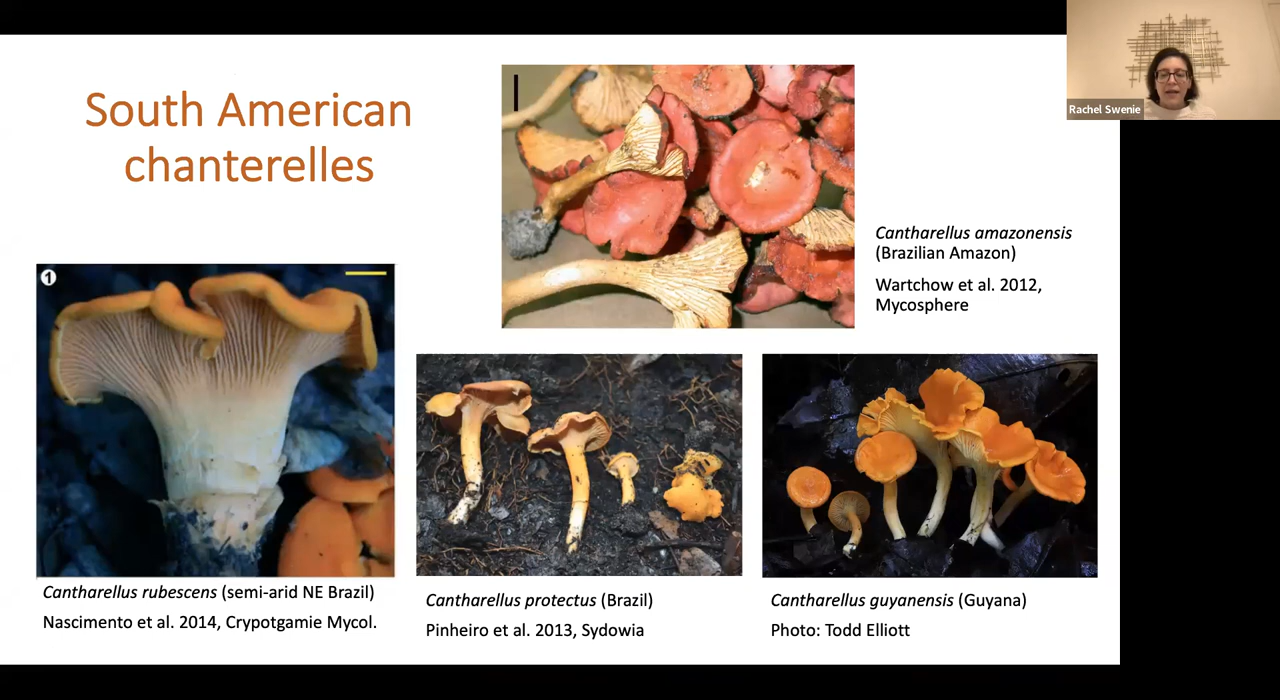 South American
chanterelles
Rachel Swenie
Cantharellus amazonensis
(Brazilian Amazon)
Wartchow et al. 2012,
Mycosphere
1
Cantharellus rubescens (semi-arid NE Brazil)
Nascimento et al. 2014, Crypotgamie Mycol.
Cantharellus protectus (Brazil)
Pinheiro et al. 2013, Sydowia
Cantharellus guyanensis (Guyana)
Photo: Todd Elliott